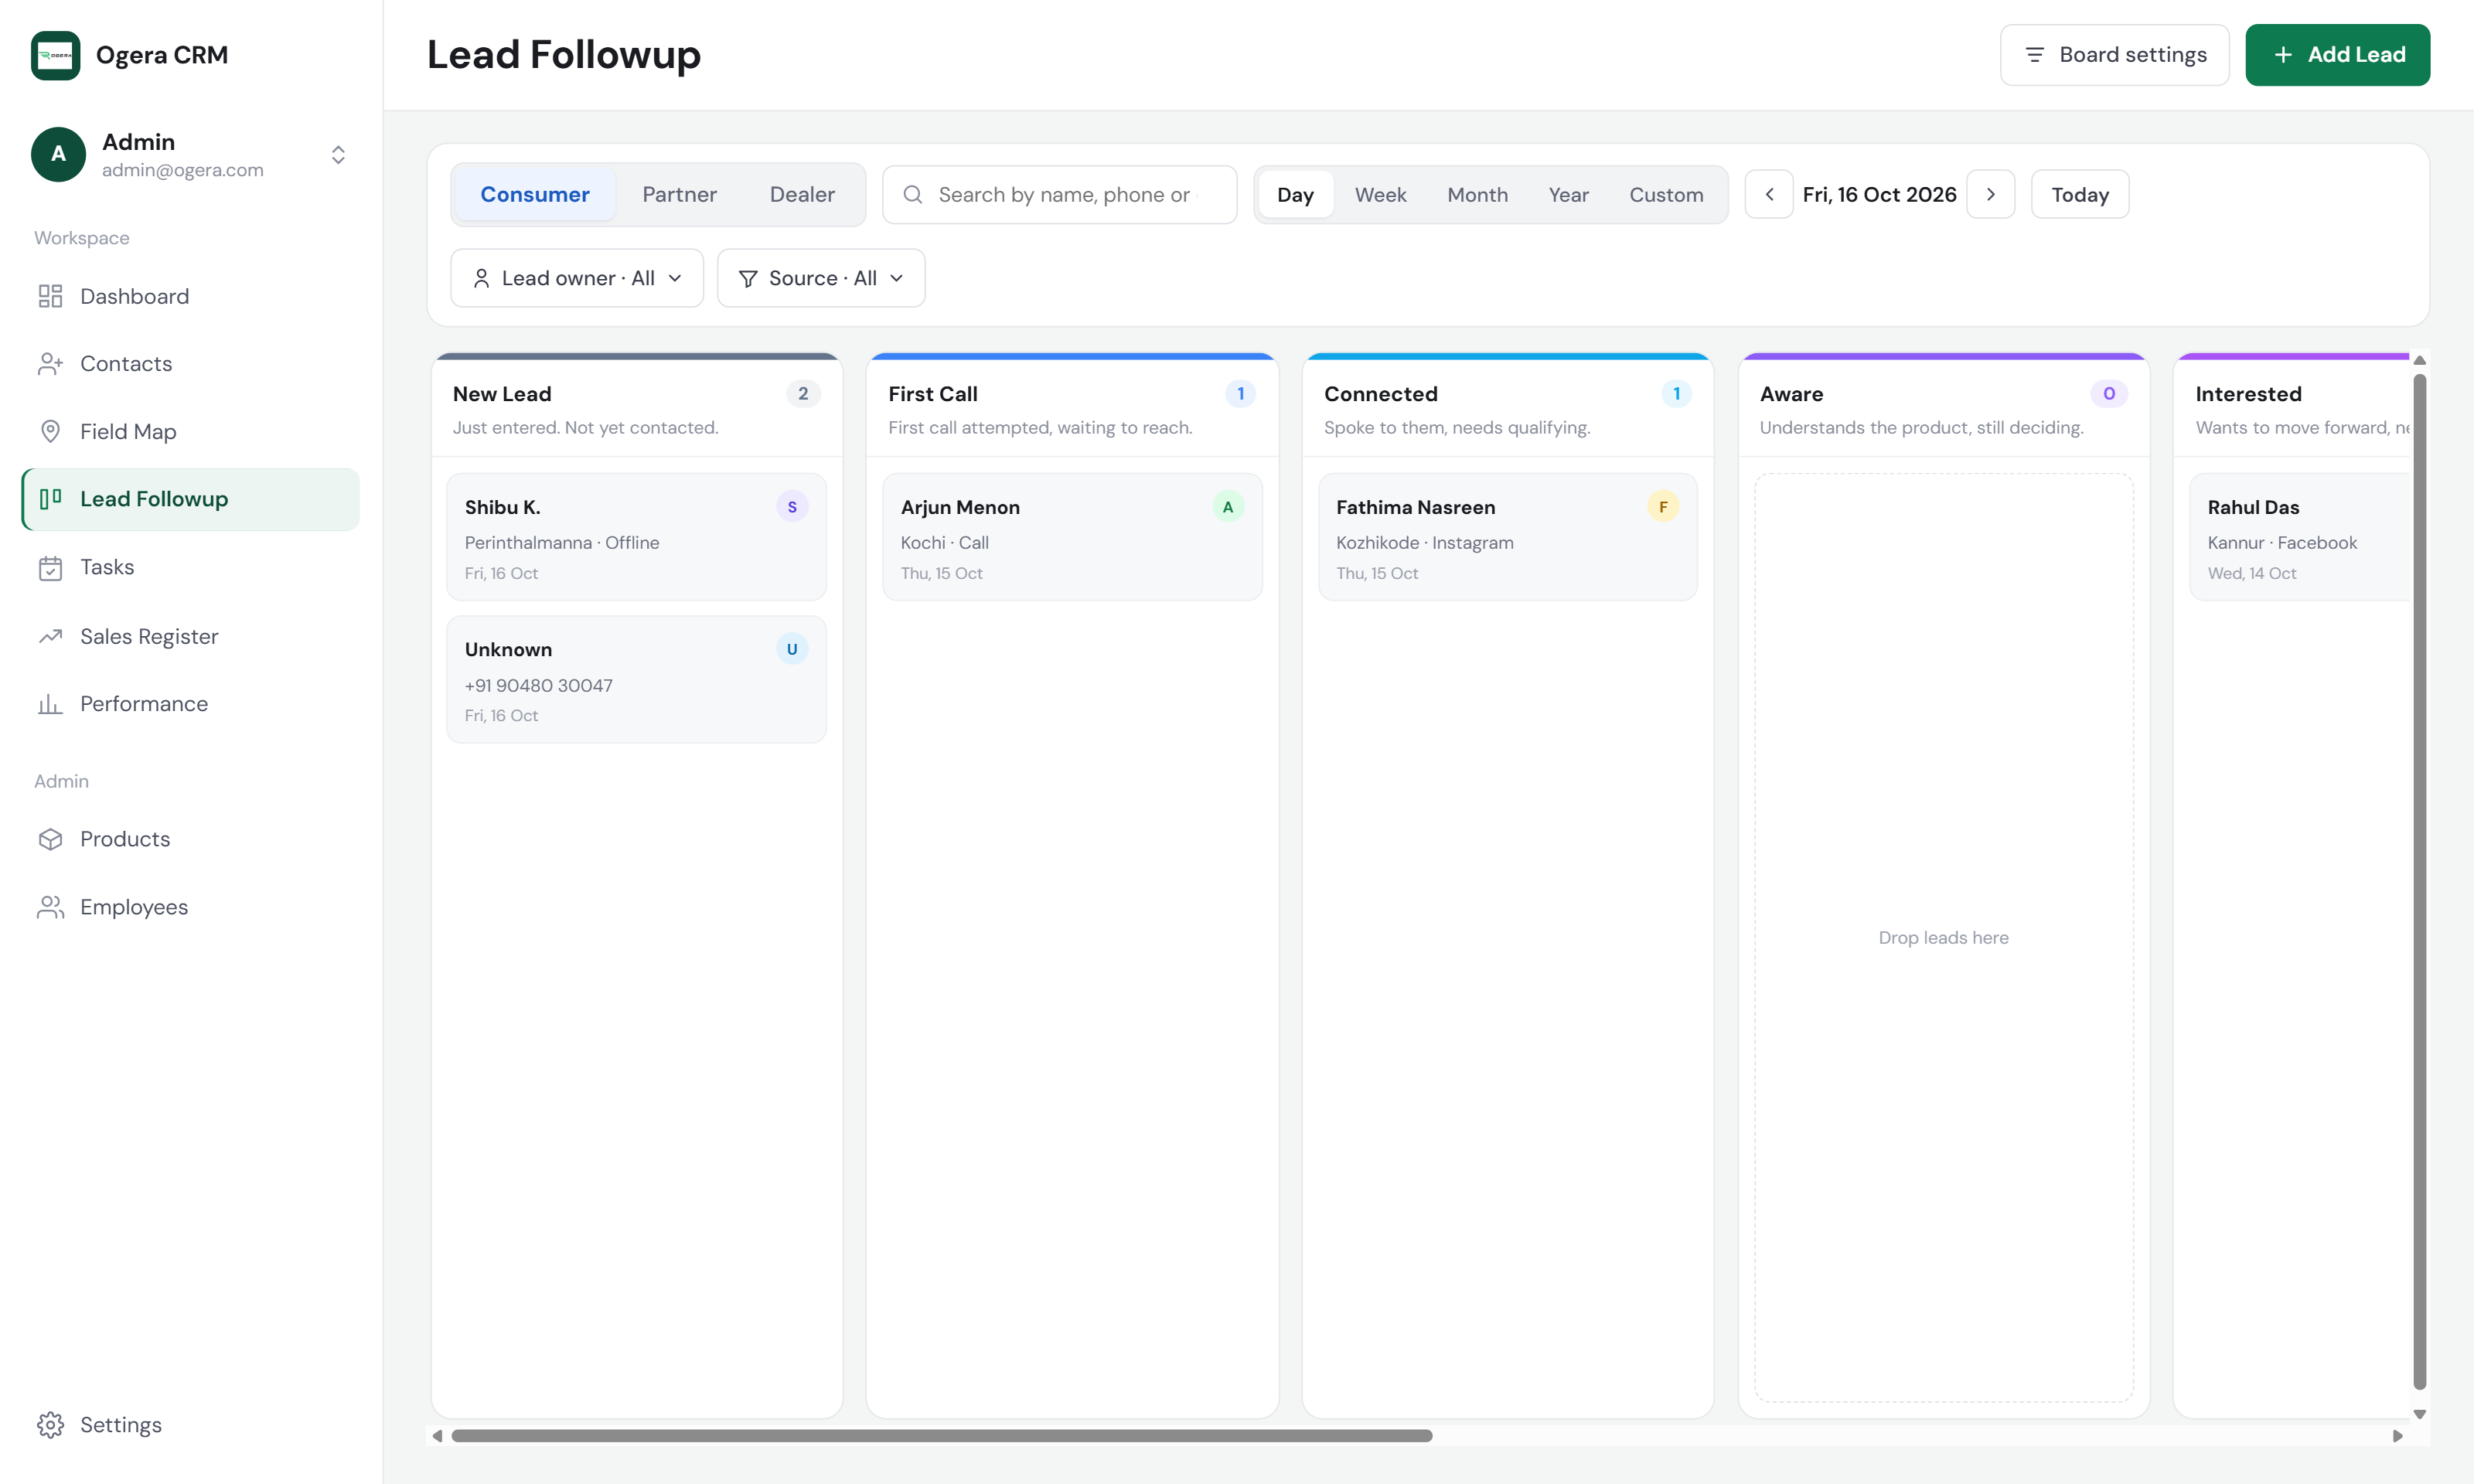 OGERA
Ogera CRM
A
Admin
admin@ogera.com
Workspace
Dashboard
Contacts
Field Map
Lead Followup
Tasks
Sales Register
Performance
Admin
Products
Employees
Settings
Lead Followup
Board settings
Add Lead
Consumer Partner Dealer
Search by name, phone or
Day Week Month Year Custom
Fri, 16 Oct 2026
Today
Lead owner · All
Source · All
New Lead 2
Just entered. Not yet contacted.
Shibu K. S
Perinthalmanna · Offline
Fri, 16 Oct
Unknown U
+91 90480 30047
Fri, 16 Oct
First Call 1
First call attempted, waiting to reach.
Arjun Menon A
Kochi · Call
Thu, 15 Oct
Connected 1
Spoke to them, needs qualifying.
Fathima Nasreen F
Kozhikode · Instagram
Thu, 15 Oct
Aware 0
Understands the product, still deciding.
Drop leads here
Interested
Wants to move forward,
Rahul Das
Kannur · Facebook
Wed, 14 Oct